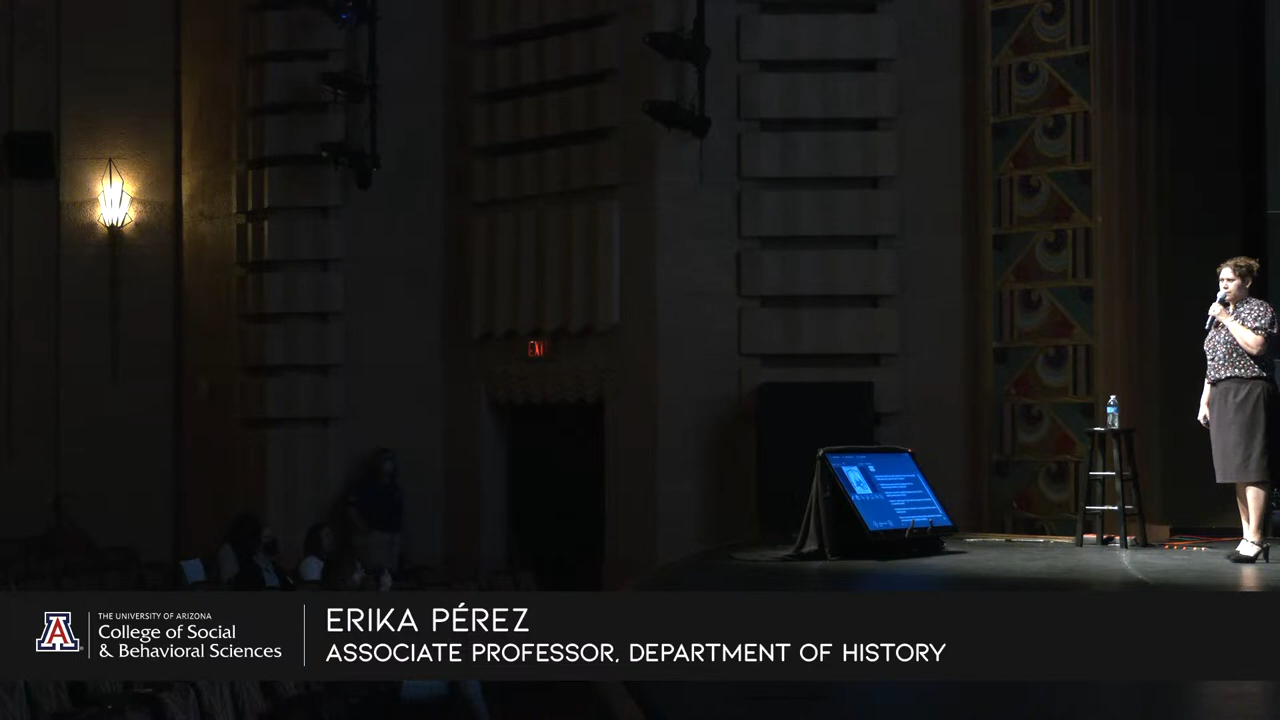 EXIT
THE UNIVERSITY OF ARIZONA
College of Social
& Behavioral Sciences
ERIKA PÉREZ
ASSOCIATE PROFESSOR, DEPARTMENT OF HISTORY